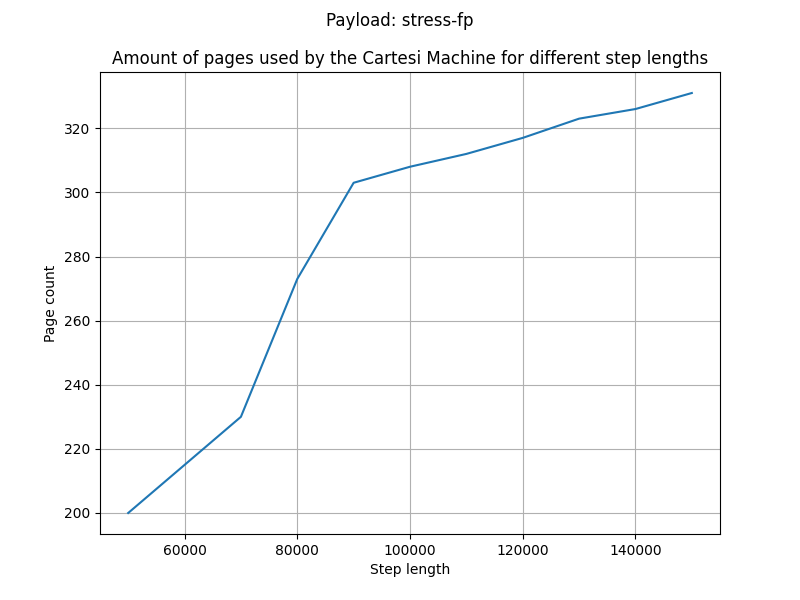 Payload: stress-fp
Amount of pages used by the Cartesi Machine for different step lengths
Page count
320
300
280
260
240
220
200
60000 80000 100000 120000 140000
Step length